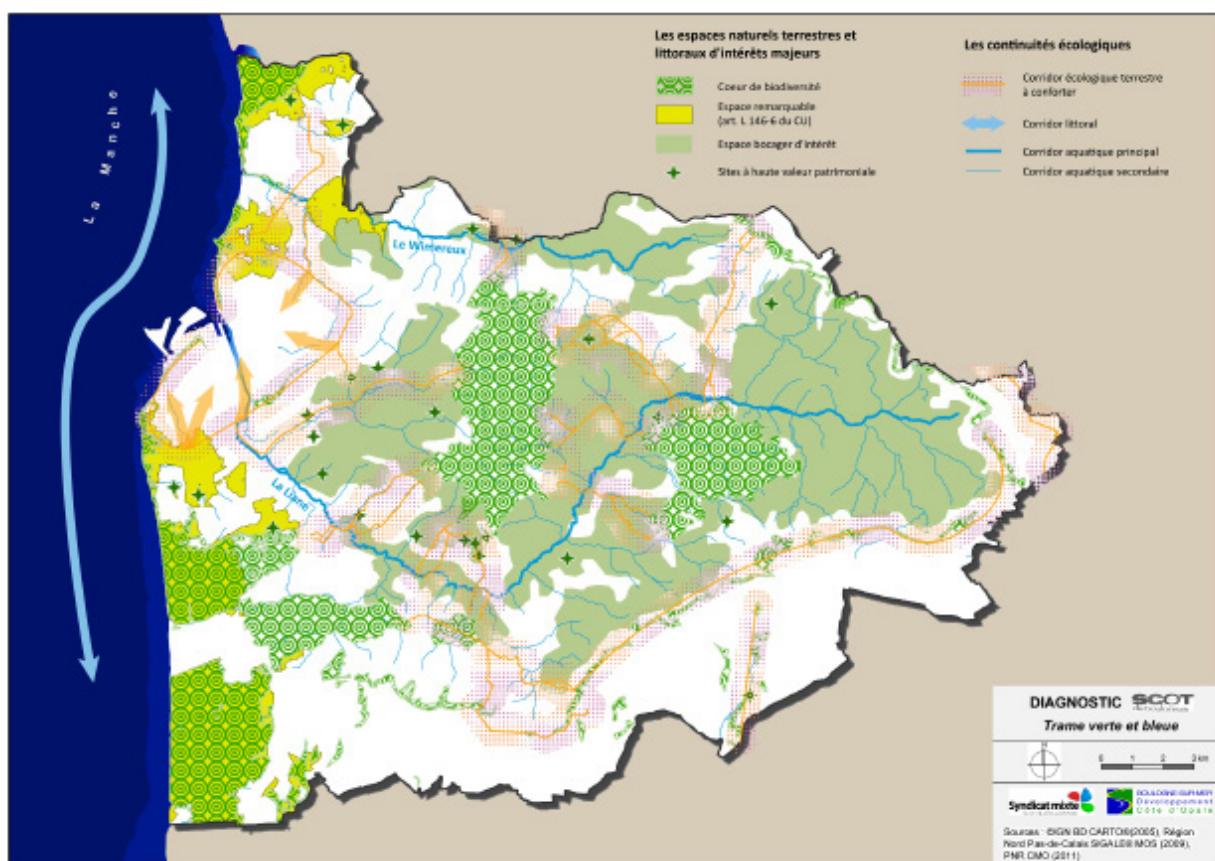 Les espaces naturels terrestres et
littoraux d'intérêts majeurs
Coeur de biodiversité
Espace remarquable
(art. L 146-6 du CU)
Espace bocager d'intérêt
Sites à haute valeur patrimoniale
Les continuités écologiques
Corridor écologique terrestre
à conforter
Corridor littoral
Corridor aquatique principal
Corridor aquatique secondaire
La Manche
Le Wimereux
La Liane
DIAGNOSTIC SCOT
Trame verte et bleue
N
0 1 2 3 km
Syndicat mixte
BOULOGNE SUR MER
Développement
Côte d'Opale
Sources : ©IGN BD CARTO®(2005), Région
Nord Pas-de-Calais SIGALE® MOS (2009),
PNR CMO (2011)